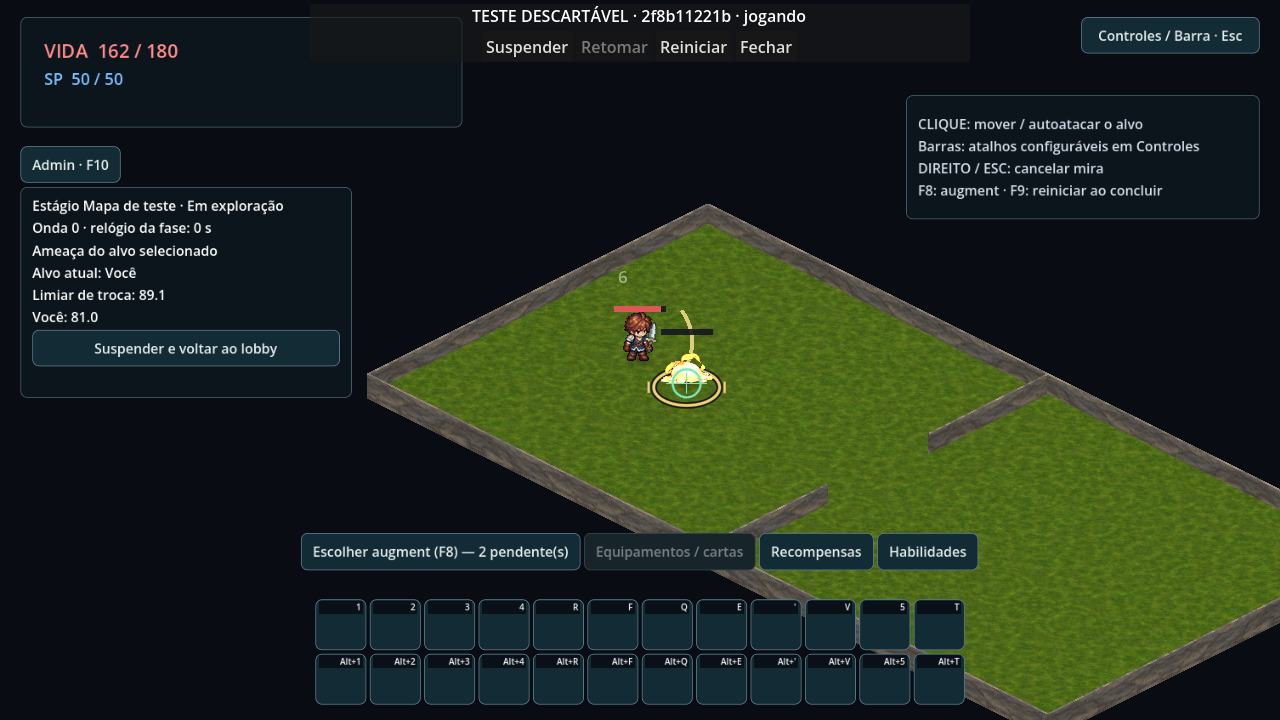 TESTE DESCARTÁVEL · 2f8b11221b · jogando
Suspender Retomar Reiniciar Fechar
VIDA 162 / 180
SP 50 / 50
Controles / Barra · Esc
CLIQUE: mover / autoatacar o alvo
Barras: atalhos configuráveis em Controles
DIREITO / ESC: cancelar mira
F8: augment · F9: reiniciar ao concluir
Admin · F10
Estágio Mapa de teste · Em exploração
Onda 0 · relógio da fase: 0 s
Ameaça do alvo selecionado
Alvo atual: Você
Limiar de troca: 89.1
Você: 81.0
Suspender e voltar ao lobby
6
Escolher augment (F8) — 2 pendente(s) Equipamentos / cartas Recompensas Habilidades
1 2 3 4 R F Q E ' V 5 T
Alt+1 Alt+2 Alt+3 Alt+4 Alt+R Alt+F Alt+Q Alt+E Alt+' Alt+V Alt+5 Alt+T